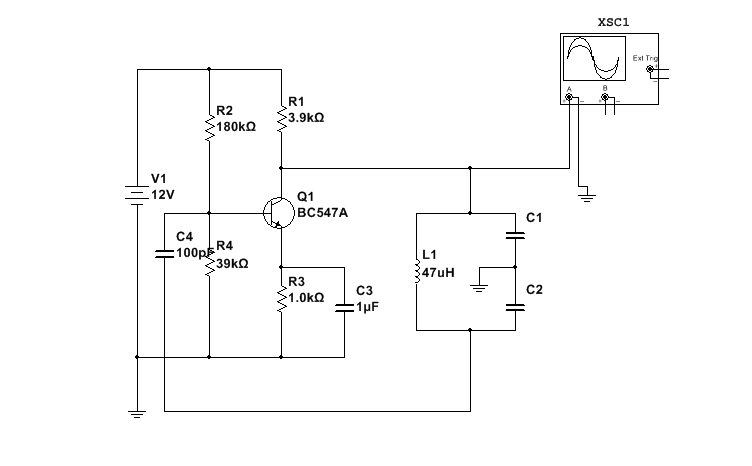 XSC1
Ext Trig
+
−
A
B
+ −
+ −
R1
3.9kΩ
R2
180kΩ
V1
12V
Q1
BC547A
C1
C4
100pF
R4
39kΩ
L1
47uH
R3
1.0kΩ
C3
1µF
C2